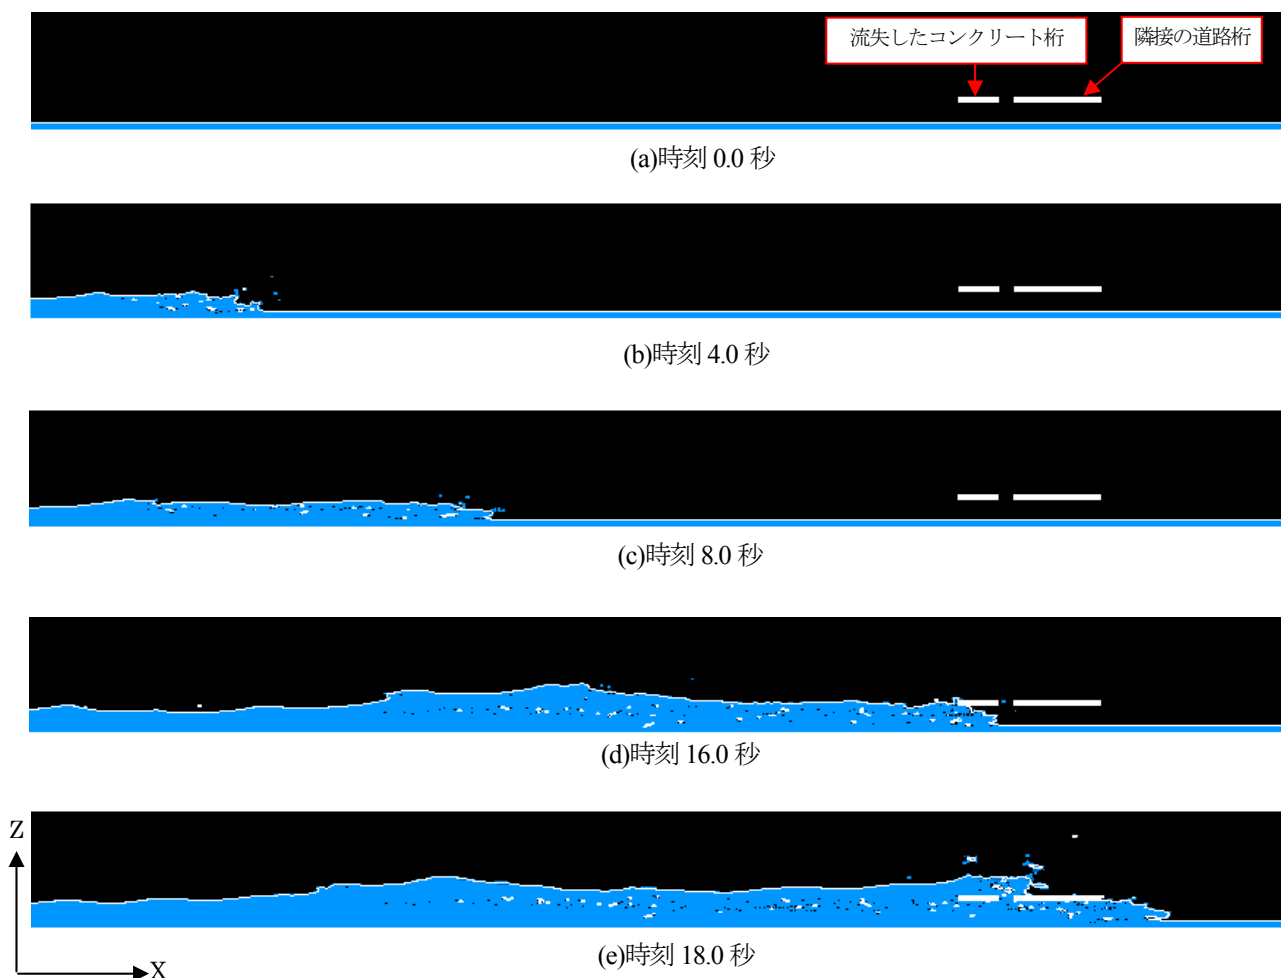 流失したコンクリート桁
隣接の道路桁
(a)時刻 0.0 秒
(b)時刻 4.0 秒
(c)時刻 8.0 秒
(d)時刻 16.0 秒
Z
(e)時刻 18.0 秒
X